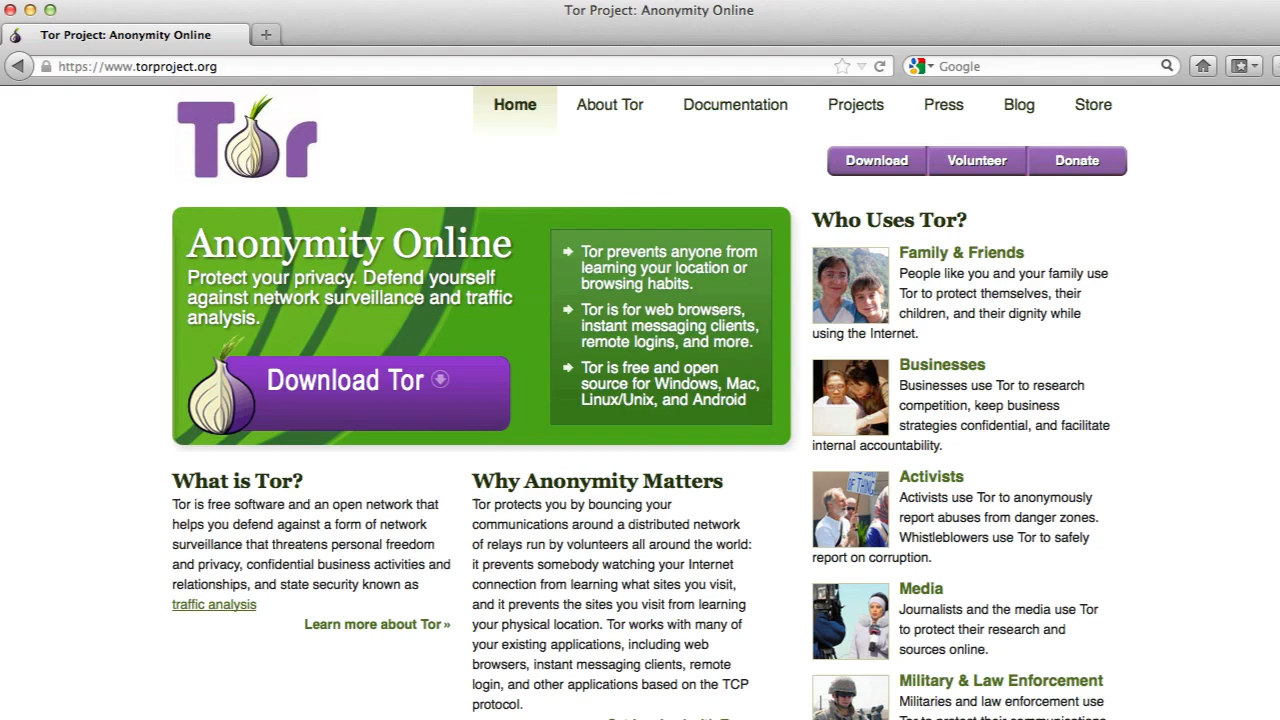 Tor Project: Anonymity Online
Tor Project: Anonymity Online
https://www.torproject.org
Google
Tor
Home
About Tor
Documentation
Projects
Press
Blog
Store
Download
Volunteer
Donate
Anonymity Online
Protect your privacy. Defend yourself
against network surveillance and traffic
analysis.
Download Tor
Tor prevents anyone from
learning your location or
browsing habits.
Tor is for web browsers,
instant messaging clients,
remote logins, and more.
Tor is free and open
source for Windows, Mac,
Linux/Unix, and Android
What is Tor?
Tor is free software and an open network that
helps you defend against a form of network
surveillance that threatens personal freedom
and privacy, confidential business activities and
relationships, and state security known as
traffic analysis
Learn more about Tor »
Why Anonymity Matters
Tor protects you by bouncing your
communications around a distributed network
of relays run by volunteers all around the world:
it prevents somebody watching your Internet
connection from learning what sites you visit,
and it prevents the sites you visit from learning
your physical location. Tor works with many of
your existing applications, including web
browsers, instant messaging clients, remote
login, and other applications based on the TCP
protocol.
Who Uses Tor?
Family & Friends
People like you and your family use
Tor to protect themselves, their
children, and their dignity while
using the Internet.
Businesses
Businesses use Tor to research
competition, keep business
strategies confidential, and facilitate
internal accountability.
Activists
Activists use Tor to anonymously
report abuses from danger zones.
Whistleblowers use Tor to safely
report on corruption.
OF THING
Media
Journalists and the media use Tor
to protect their research and
sources online.
Military & Law Enforcement
Militaries and law enforcement use